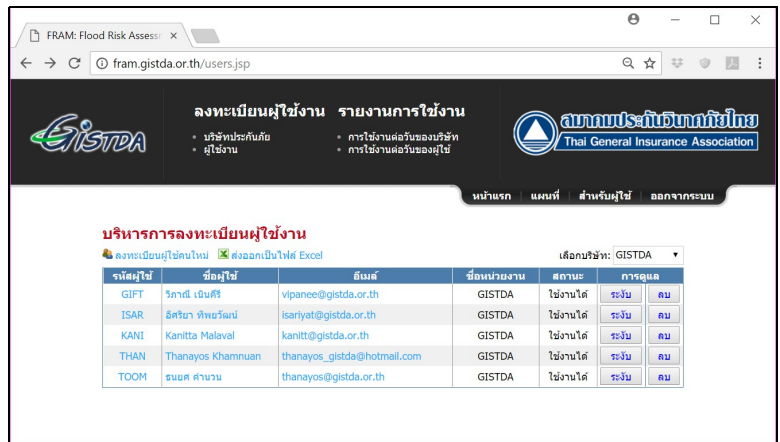 FRAM: Flood Risk Assessm
fram.gistda.or.th/users.jsp
GISTDA
ลงทะเบียนผู้ใช้งาน รายงานการใช้งาน
บริษัทประกันภัย การใช้งานต่อวันของบริษัท
ผู้ใช้งาน การใช้งานต่อวันของผู้ใช้
สมาคมประกันวินาศภัยไทย
Thai General Insurance Association
หน้าแรก แผนที่ สำหรับผู้ใช้ ออกจากระบบ
บริหารการลงทะเบียนผู้ใช้งาน
ลงทะเบียนผู้ใช้คนใหม่ ส่งออกเป็นไฟล์ Excel เลือกบริษัท: GISTDA
รหัสผู้ใช้ ชื่อผู้ใช้ อีเมล์ ชื่อหน่วยงาน สถานะ การดูแล
GIFT วิภาณี เนินคีรี vipanee@gistda.or.th GISTDA ใช้งานได้ ระงับ ลบ
ISAR อิศริยา ทิพยวัฒน์ isariyat@gistda.or.th GISTDA ใช้งานได้ ระงับ ลบ
KANI Kanitta Malaval kanitt@gistda.or.th GISTDA ใช้งานได้ ระงับ ลบ
THAN Thanayos Khamnuan thanayos_gistda@hotmail.com GISTDA ใช้งานได้ ระงับ ลบ
TOOM ธนยศ คำนวน thanayos@gistda.or.th GISTDA ใช้งานได้ ระงับ ลบ